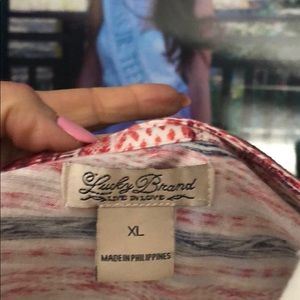 Lucky Brand
LIVE IN LOVE
XL
MADE IN PHILIPPINES